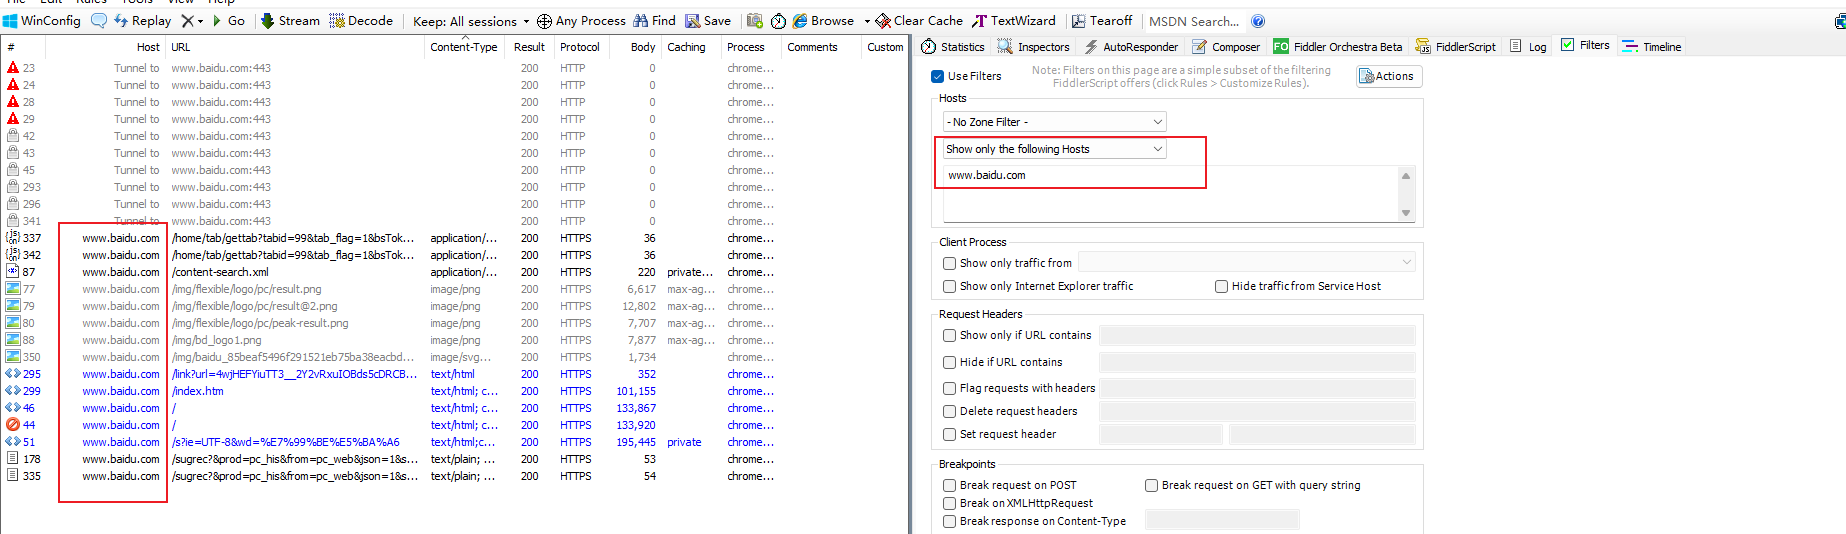 WinConfig Replay Go Stream Decode Keep: All sessions Any Process Find Save Browse Clear Cache TextWizard Tearoff MSDN Search...
# Host URL Content-Type Result Protocol Body Caching Process Comments Custom
23 Tunnel to www.baidu.com:443 200 HTTP 0 chrome...
24 Tunnel to www.baidu.com:443 200 HTTP 0 chrome...
28 Tunnel to www.baidu.com:443 200 HTTP 0 chrome...
29 Tunnel to www.baidu.com:443 200 HTTP 0 chrome...
42 Tunnel to www.baidu.com:443 200 HTTP 0 chrome...
43 Tunnel to www.baidu.com:443 200 HTTP 0 chrome...
45 Tunnel to www.baidu.com:443 200 HTTP 0 chrome...
293 Tunnel to www.baidu.com:443 200 HTTP 0 chrome...
296 Tunnel to www.baidu.com:443 200 HTTP 0 chrome...
341 Tunnel to www.baidu.com:443 200 HTTP 0 chrome...
337 www.baidu.com /home/tab/gettab?tabid=99&tab_flag=1&bsTok... application/... 200 HTTPS 36 chrome...
342 www.baidu.com /home/tab/gettab?tabid=99&tab_flag=1&bsTok... application/... 200 HTTPS 36 chrome...
87 www.baidu.com /content-search.xml application/... 200 HTTPS 220 private... chrome...
77 www.baidu.com /img/flexible/logo/pc/result.png image/png 200 HTTPS 6,617 max-ag... chrome...
79 www.baidu.com /img/flexible/logo/pc/result@2.png image/png 200 HTTPS 12,802 max-ag... chrome...
80 www.baidu.com /img/flexible/logo/pc/peak-result.png image/png 200 HTTPS 7,707 max-ag... chrome...
88 www.baidu.com /img/bd_logo1.png image/png 200 HTTPS 7,877 max-ag... chrome...
350 www.baidu.com /img/baidu_85beaf5496f291521eb75ba38eacbd... image/svg... 200 HTTPS 1,734 chrome...
295 www.baidu.com /link?url=4wjHEFYiuTT3__2Y2vRxuIOBds5cDRCB... text/html 200 HTTPS 352 chrome...
299 www.baidu.com /index.htm text/html; c... 200 HTTPS 101,155 chrome...
46 www.baidu.com / text/html; c... 200 HTTPS 133,867 chrome...
44 www.baidu.com / text/html; c... 200 HTTPS 133,920 chrome...
51 www.baidu.com /s?ie=UTF-8&wd=%E7%99%BE%E5%BA%A6 text/html;c... 200 HTTPS 195,445 private chrome...
178 www.baidu.com /sugrec?&prod=pc_his&from=pc_web&json=1&s... text/plain; ... 200 HTTPS 53 chrome...
335 www.baidu.com /sugrec?&prod=pc_his&from=pc_web&json=1&s... text/plain; ... 200 HTTPS 54 chrome...
Statistics Inspectors AutoResponder Composer FO Fiddler Orchestra Beta FiddlerScript Log Filters Timeline
Use Filters
Note: Filters on this page are a simple subset of the filtering
FiddlerScript offers (click Rules > Customize Rules).
Actions
Hosts
- No Zone Filter -
Show only the following Hosts
www.baidu.com
Client Process
Show only traffic from
Show only Internet Explorer traffic Hide traffic from Service Host
Request Headers
Show only if URL contains
Hide if URL contains
Flag requests with headers
Delete request headers
Set request header
Breakpoints
Break request on POST Break request on GET with query string
Break on XMLHttpRequest
Break response on Content-Type